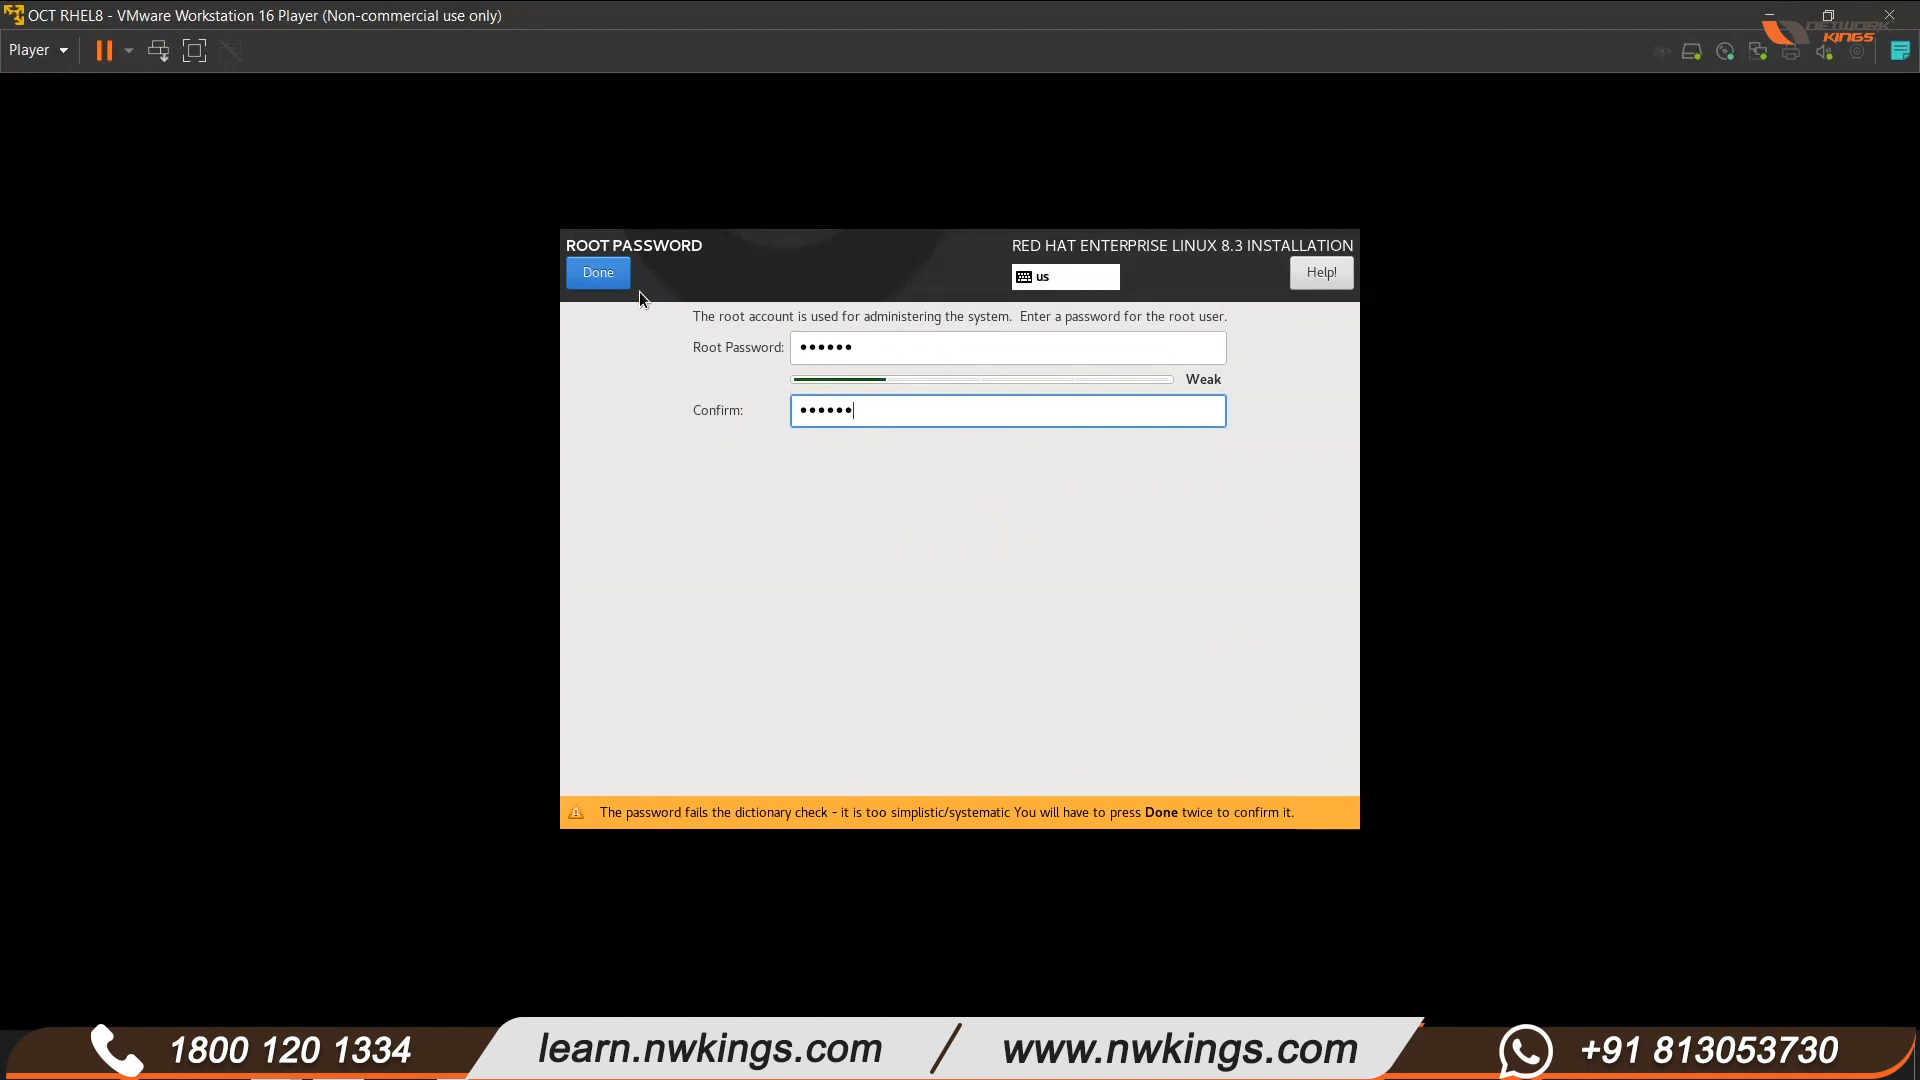 OCT RHEL8 - VMware Workstation 16 Player (Non-commercial use only)
NETWORK
KINGS
Player
ROOT PASSWORD
RED HAT ENTERPRISE LINUX 8.3 INSTALLATION
Done
us
Help!
The root account is used for administering the system. Enter a password for the root user.
Root Password: ●●●●●●
Weak
Confirm: ●●●●●●
The password fails the dictionary check - it is too simplistic/systematic You will have to press Done twice to confirm it.
1800 120 1334
learn.nwkings.com / www.nwkings.com
+91 813053730